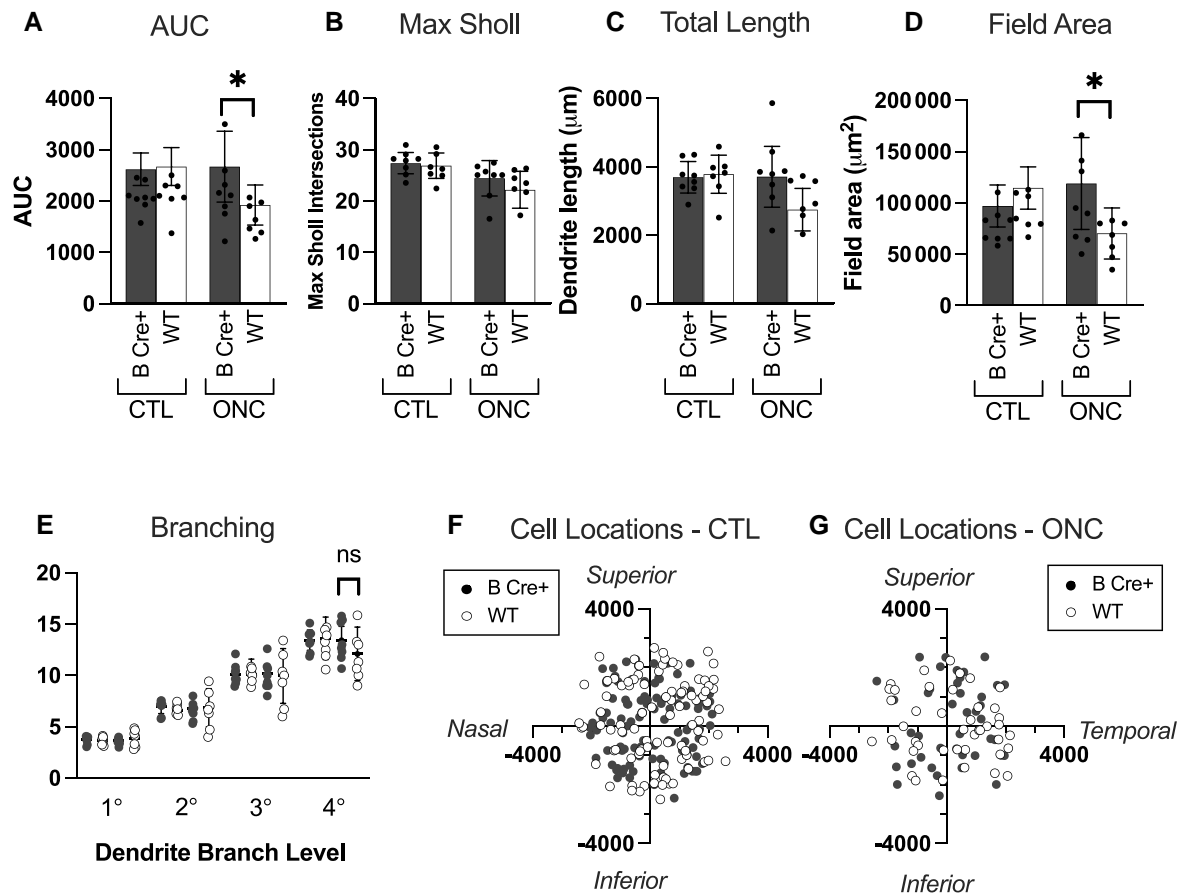 A AUC
AUC
4000
3000
2000
1000
0
*
B Cre+
WT
B Cre+
WT
CTL
ONC
B Max Sholl
Max Sholl Intersections
40
30
20
10
0
B Cre+
WT
B Cre+
WT
CTL
ONC
C Total Length
Dendrite length (µm)
6000
4000
2000
0
B Cre+
WT
B Cre+
WT
CTL
ONC
D Field Area
Field area (µm²)
200 000
150 000
100 000
50 000
0
*
B Cre+
WT
B Cre+
WT
CTL
ONC
E Branching
20
15
10
5
0
ns
1°
2°
3°
4°
Dendrite Branch Level
F Cell Locations - CTL
B Cre+
WT
Superior
4000
Nasal
-4000
4000
-4000
Inferior
G Cell Locations - ONC
Superior
B Cre+
WT
4000
-4000
4000
Temporal
-4000
Inferior